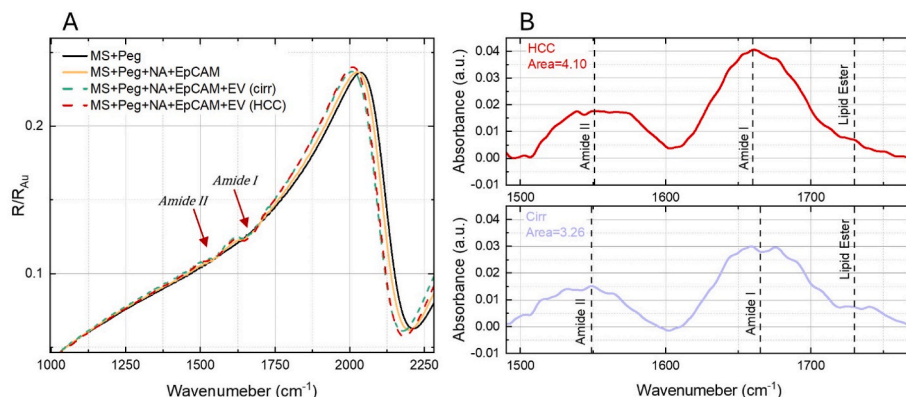 A
MS+Peg
MS+Peg+NA+EpCAM
MS+Peg+NA+EpCAM+EV (cirr)
MS+Peg+NA+EpCAM+EV (HCC)
0.2
0.1
R/R_Au
Amide I
Amide II
1000 1250 1500 1750 2000 2250
Wavenumeber (cm⁻¹)
B
HCC
Area=4.10
0.04
0.03
0.02
0.01
0.00
-0.01
Absorbance (a.u.)
Amide II
Amide I
Lipid Ester
1500 1600 1700
Cirr
Area=3.26
0.04
0.03
0.02
0.01
0.00
-0.01
Absorbance (a.u.)
Amide II
Amide I
Lipid Ester
1500 1600 1700
Wavenumeber (cm⁻¹)